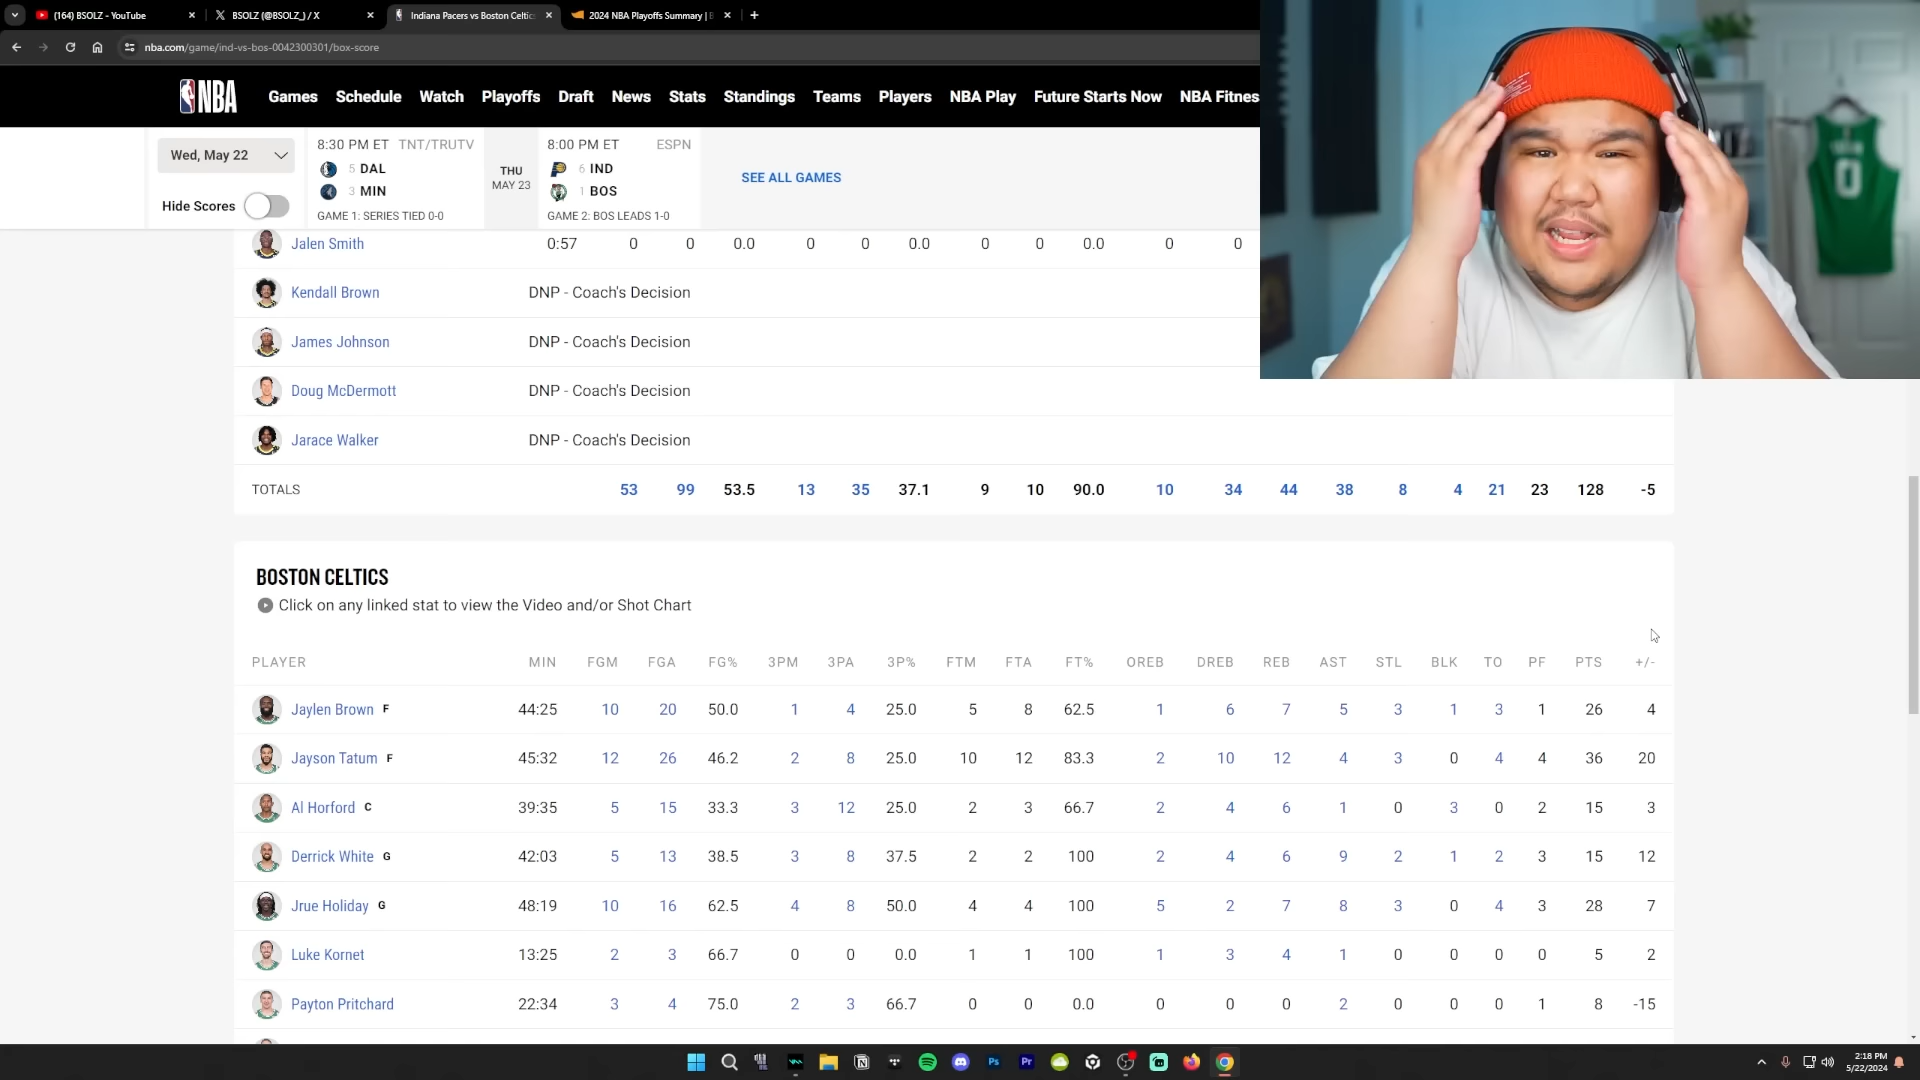 (164) BSOLZ - YouTube
BSOLZ (@BSOLZ_) / X
Indiana Pacers vs Boston Celtic
2024 NBA Playoffs Summary | B
nba.com/game/ind-vs-bos-0042300301/box-score
NBA Games Schedule Watch Playoffs Draft News Stats Standings Teams Players NBA Play Future Starts Now NBA Fitnes
Wed, May 22
Hide Scores
8:30 PM ET TNT/TRUTV
5 DAL
3 MIN
GAME 1: SERIES TIED 0-0
THU
MAY 23
8:00 PM ET ESPN
6 IND
1 BOS
GAME 2: BOS LEADS 1-0
SEE ALL GAMES
0
Jalen Smith 0:57 0 0 0.0 0 0 0.0 0 0 0.0 0 0
Kendall Brown DNP - Coach's Decision
James Johnson DNP - Coach's Decision
Doug McDermott DNP - Coach's Decision
Jarace Walker DNP - Coach's Decision
TOTALS 53 99 53.5 13 35 37.1 9 10 90.0 10 34 44 38 8 4 21 23 128 -5
BOSTON CELTICS
Click on any linked stat to view the Video and/or Shot Chart
PLAYER MIN FGM FGA FG% 3PM 3PA 3P% FTM FTA FT% OREB DREB REB AST STL BLK TO PF PTS +/-
Jaylen Brown F 44:25 10 20 50.0 1 4 25.0 5 8 62.5 1 6 7 5 3 1 3 1 26 4
Jayson Tatum F 45:32 12 26 46.2 2 8 25.0 10 12 83.3 2 10 12 4 3 0 4 4 36 20
Al Horford C 39:35 5 15 33.3 3 12 25.0 2 3 66.7 2 4 6 1 0 3 0 2 15 3
Derrick White G 42:03 5 13 38.5 3 8 37.5 2 2 100 2 4 6 9 2 1 2 3 15 12
Jrue Holiday G 48:19 10 16 62.5 4 8 50.0 4 4 100 5 2 7 8 3 0 4 3 28 7
Luke Kornet 13:25 2 3 66.7 0 0 0.0 1 1 100 1 3 4 1 0 0 0 0 5 2
Payton Pritchard 22:34 3 4 75.0 2 3 66.7 0 0 0.0 0 0 0 2 0 0 0 1 8 -15
Ps
Pr
2:18 PM
5/22/2024